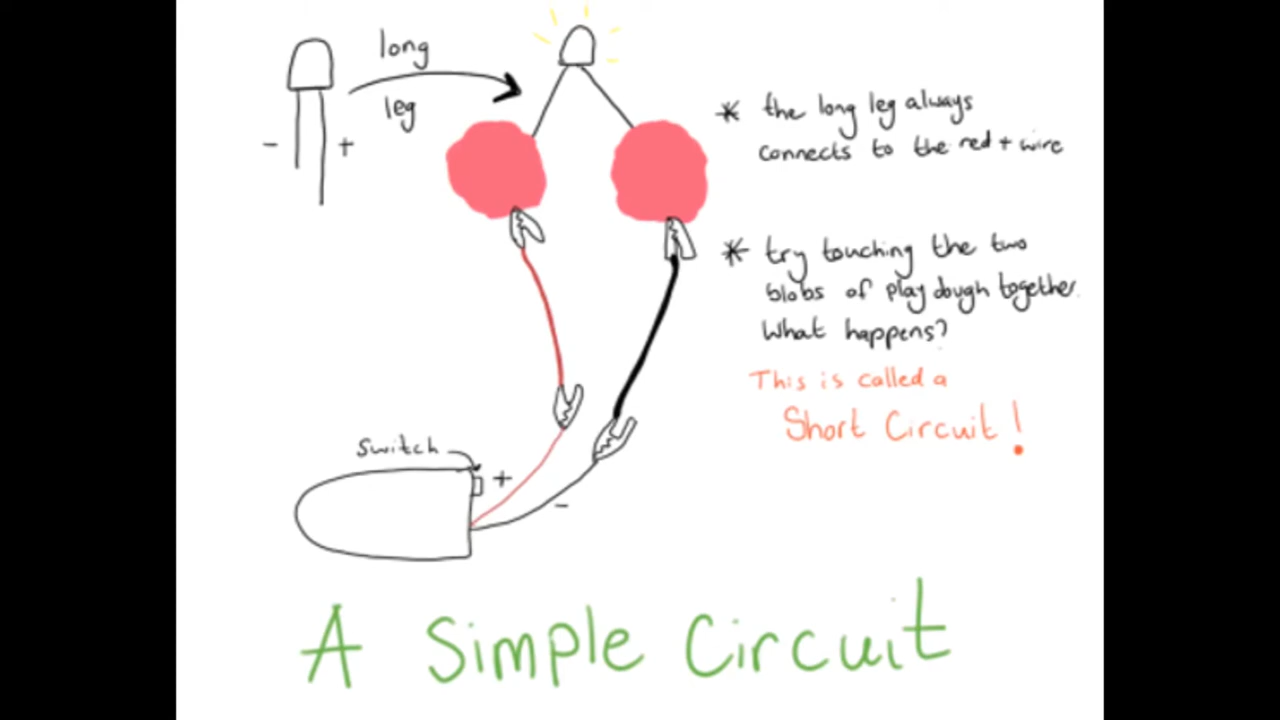 long
leg
-
+
* the long leg always
connects to the red + wire
* try touching the two
blobs of play dough together.
What happens?
This is called a
Short Circuit!
Switch
+
-
A Simple Circuit